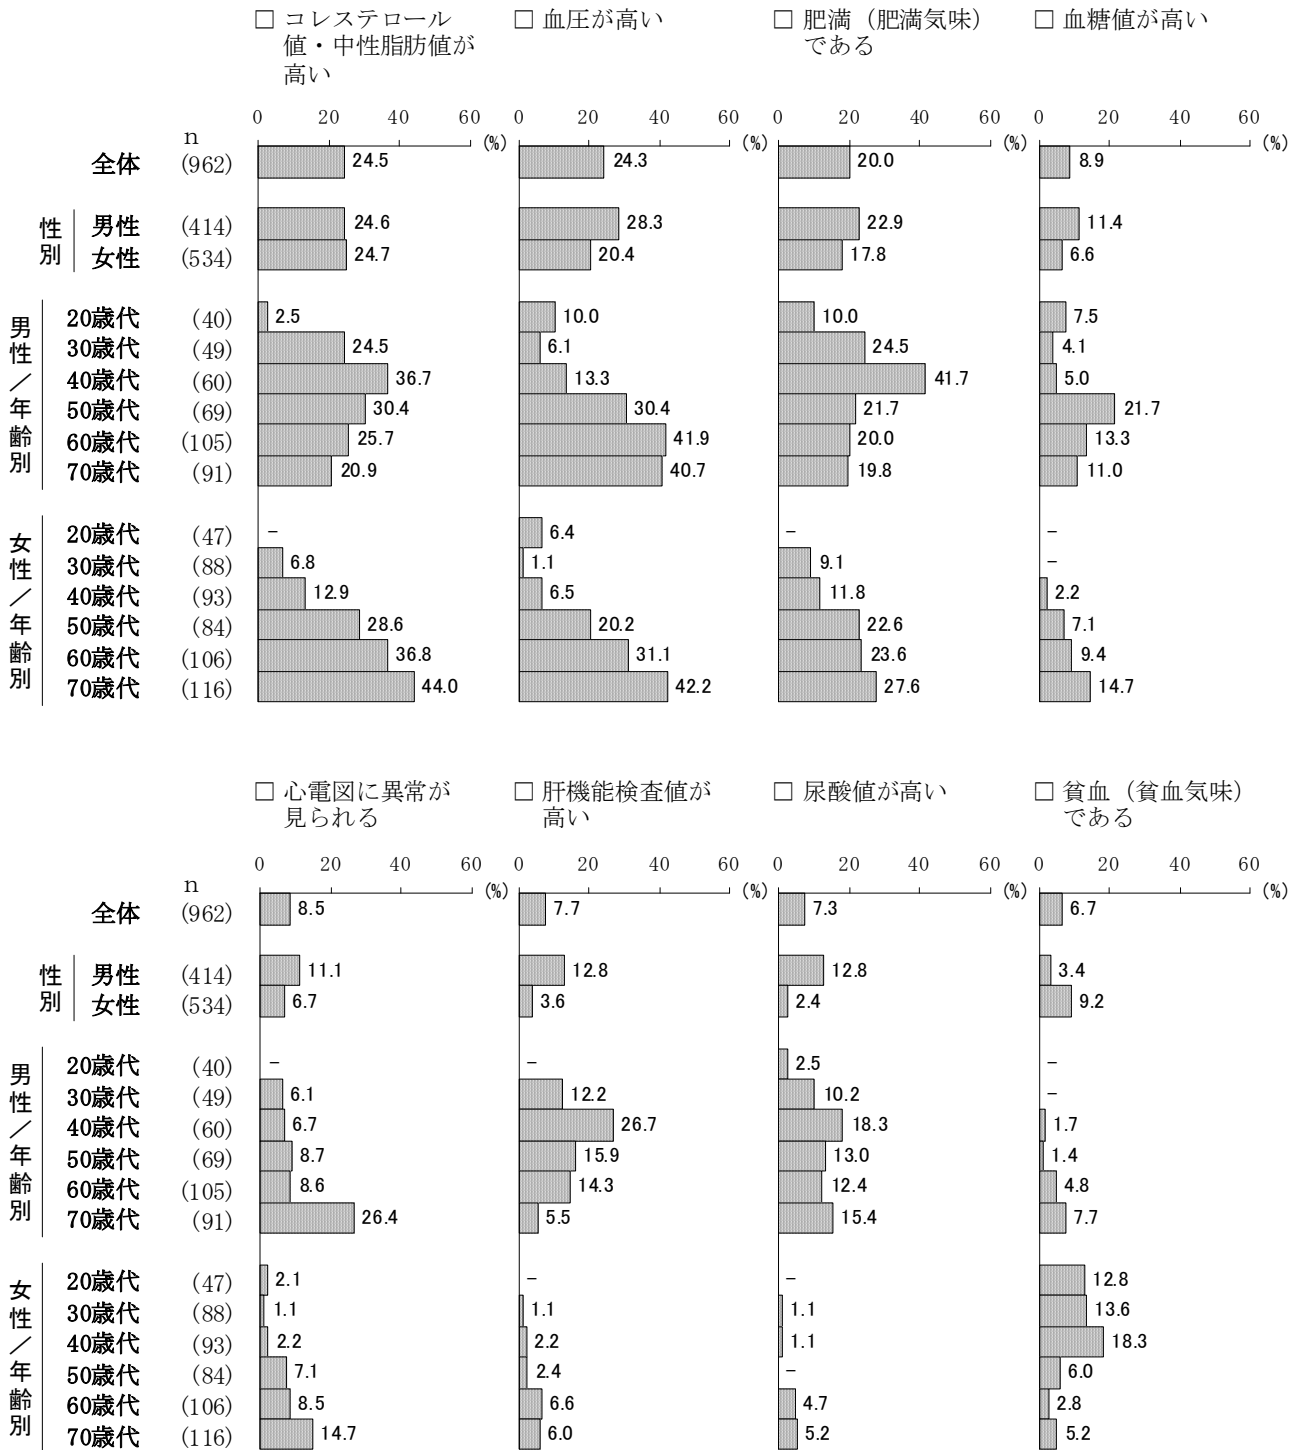 □ コレステロール値・中性脂肪値が高い □ 血圧が高い □ 肥満（肥満気味）である □ 血糖値が高い
0 20 40 60 (%) 0 20 40 60 (%) 0 20 40 60 (%) 0 20 40 60 (%)
n
全体 (962) 24.5 24.3 20.0 8.9
性別
男性 (414) 24.6 28.3 22.9 11.4
女性 (534) 24.7 20.4 17.8 6.6
男性／年齢別
20歳代 (40) 2.5 10.0 10.0 7.5
30歳代 (49) 24.5 6.1 24.5 4.1
40歳代 (60) 36.7 13.3 41.7 5.0
50歳代 (69) 30.4 30.4 21.7 21.7
60歳代 (105) 25.7 41.9 20.0 13.3
70歳代 (91) 20.9 40.7 19.8 11.0
女性／年齢別
20歳代 (47) － 6.4 － －
30歳代 (88) 6.8 1.1 9.1 －
40歳代 (93) 12.9 6.5 11.8 2.2
50歳代 (84) 28.6 20.2 22.6 7.1
60歳代 (106) 36.8 31.1 23.6 9.4
70歳代 (116) 44.0 42.2 27.6 14.7
□ 心電図に異常が見られる □ 肝機能検査値が高い □ 尿酸値が高い □ 貧血（貧血気味）である
0 20 40 60 (%) 0 20 40 60 (%) 0 20 40 60 (%) 0 20 40 60 (%)
n
全体 (962) 8.5 7.7 7.3 6.7
性別
男性 (414) 11.1 12.8 12.8 3.4
女性 (534) 6.7 3.6 2.4 9.2
男性／年齢別
20歳代 (40) － － 2.5 －
30歳代 (49) 6.1 12.2 10.2 －
40歳代 (60) 6.7 26.7 18.3 1.7
50歳代 (69) 8.7 15.9 13.0 1.4
60歳代 (105) 8.6 14.3 12.4 4.8
70歳代 (91) 26.4 5.5 15.4 7.7
女性／年齢別
20歳代 (47) 2.1 － － 12.8
30歳代 (88) 1.1 1.1 1.1 13.6
40歳代 (93) 2.2 2.2 1.1 18.3
50歳代 (84) 7.1 2.4 － 6.0
60歳代 (106) 8.5 6.6 4.7 2.8
70歳代 (116) 14.7 6.0 5.2 5.2